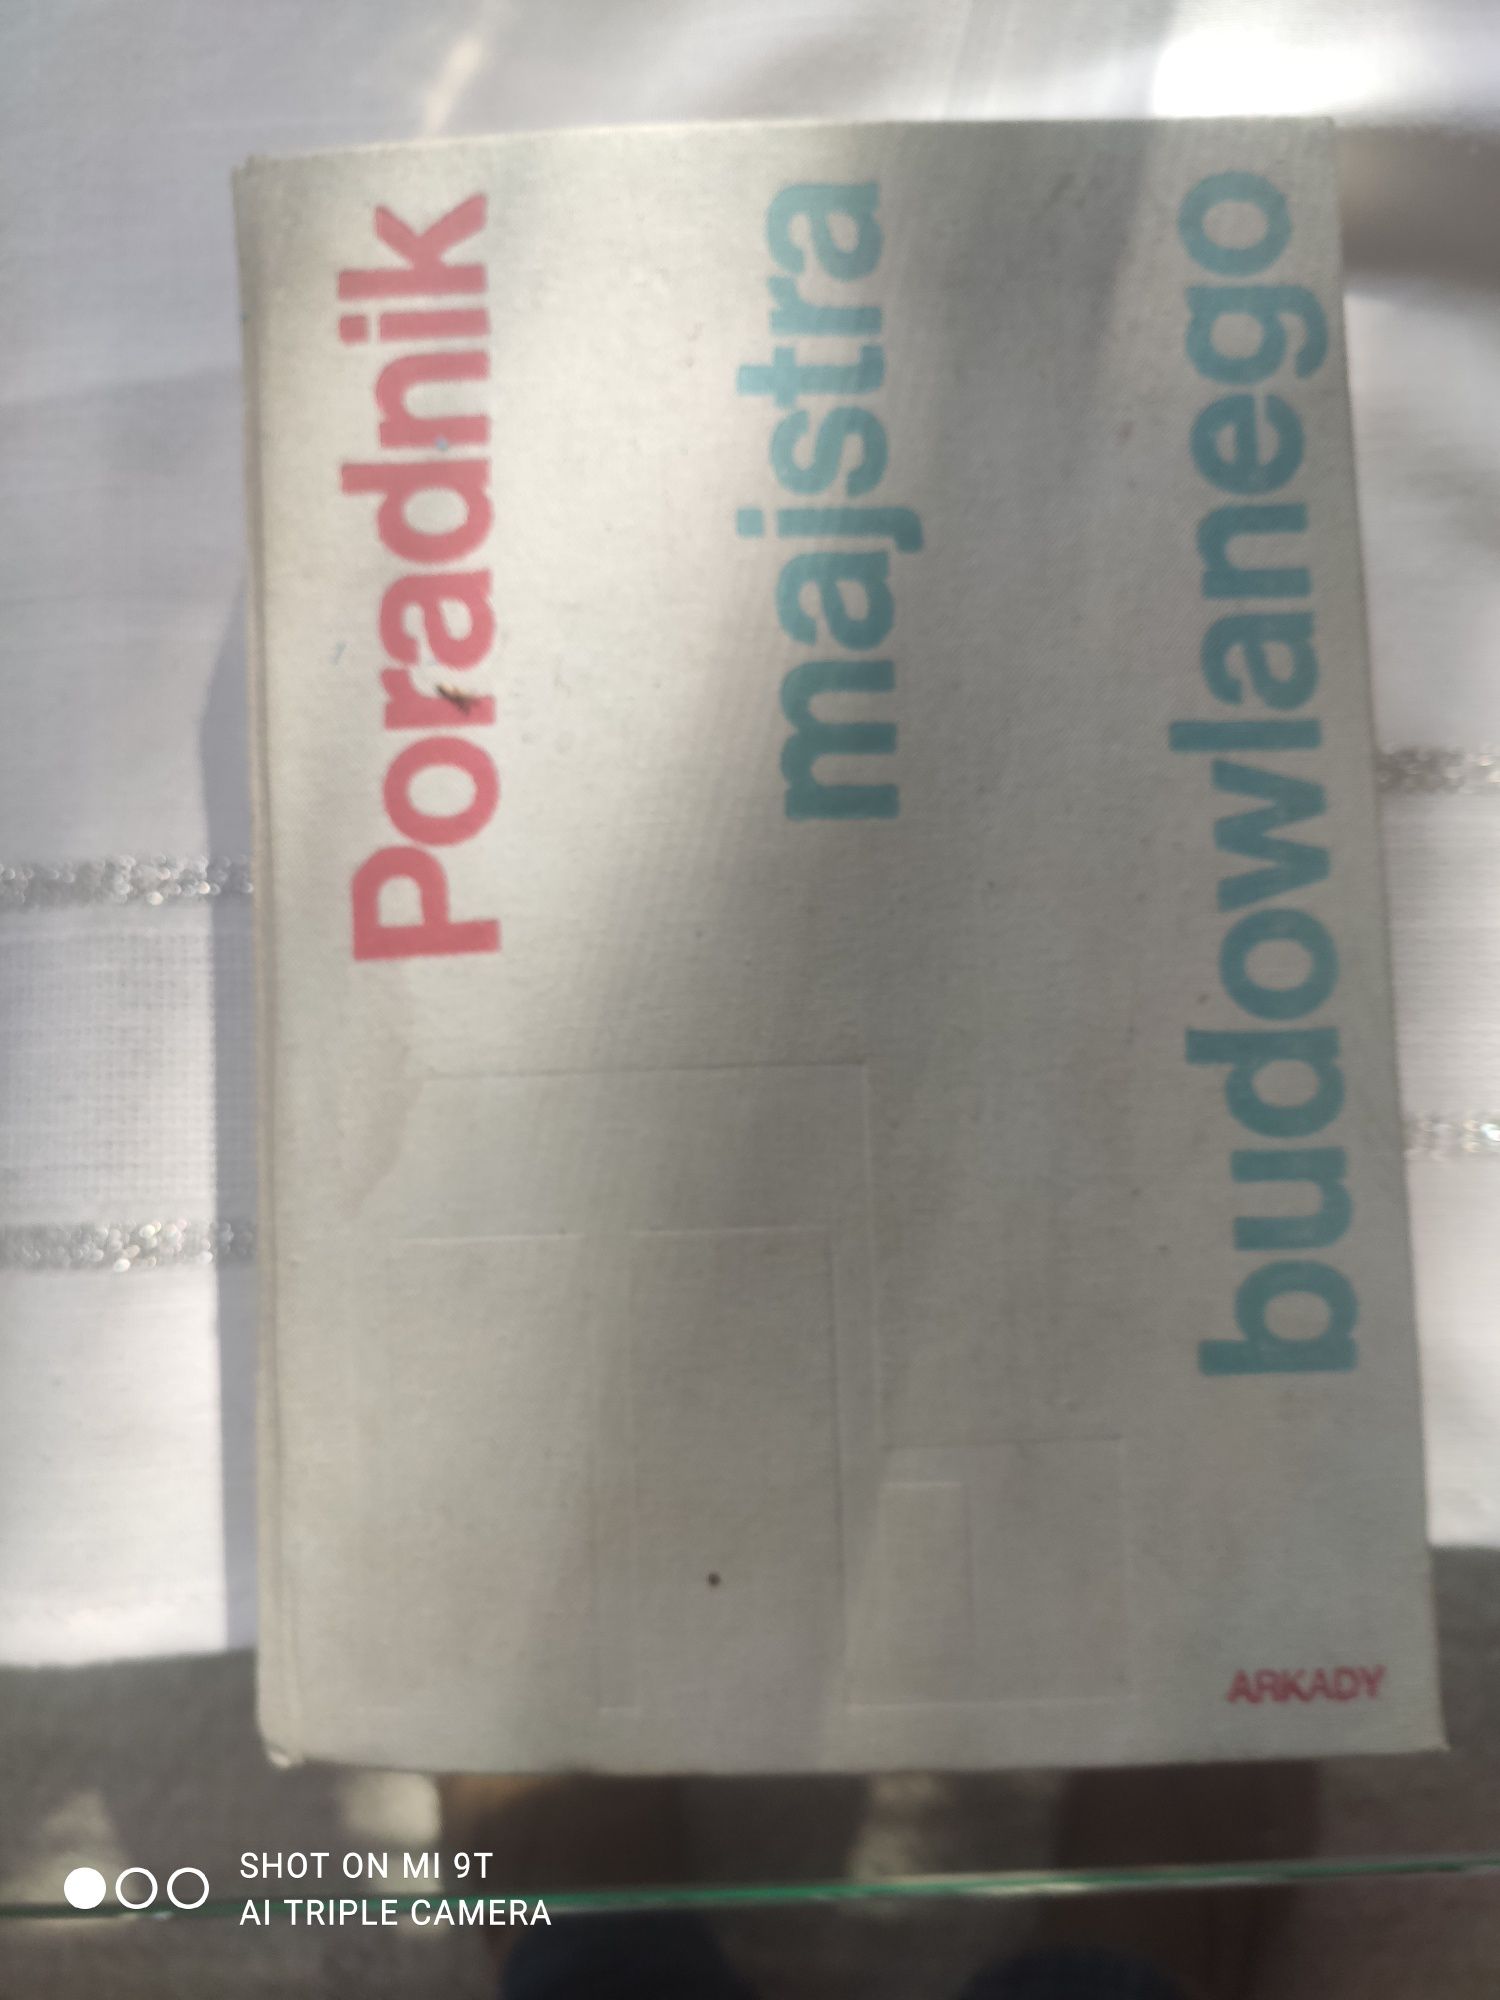 Poradnik
majstra
budowlanego
ARKADY
SHOT ON MI 9T
AI TRIPLE CAMERA